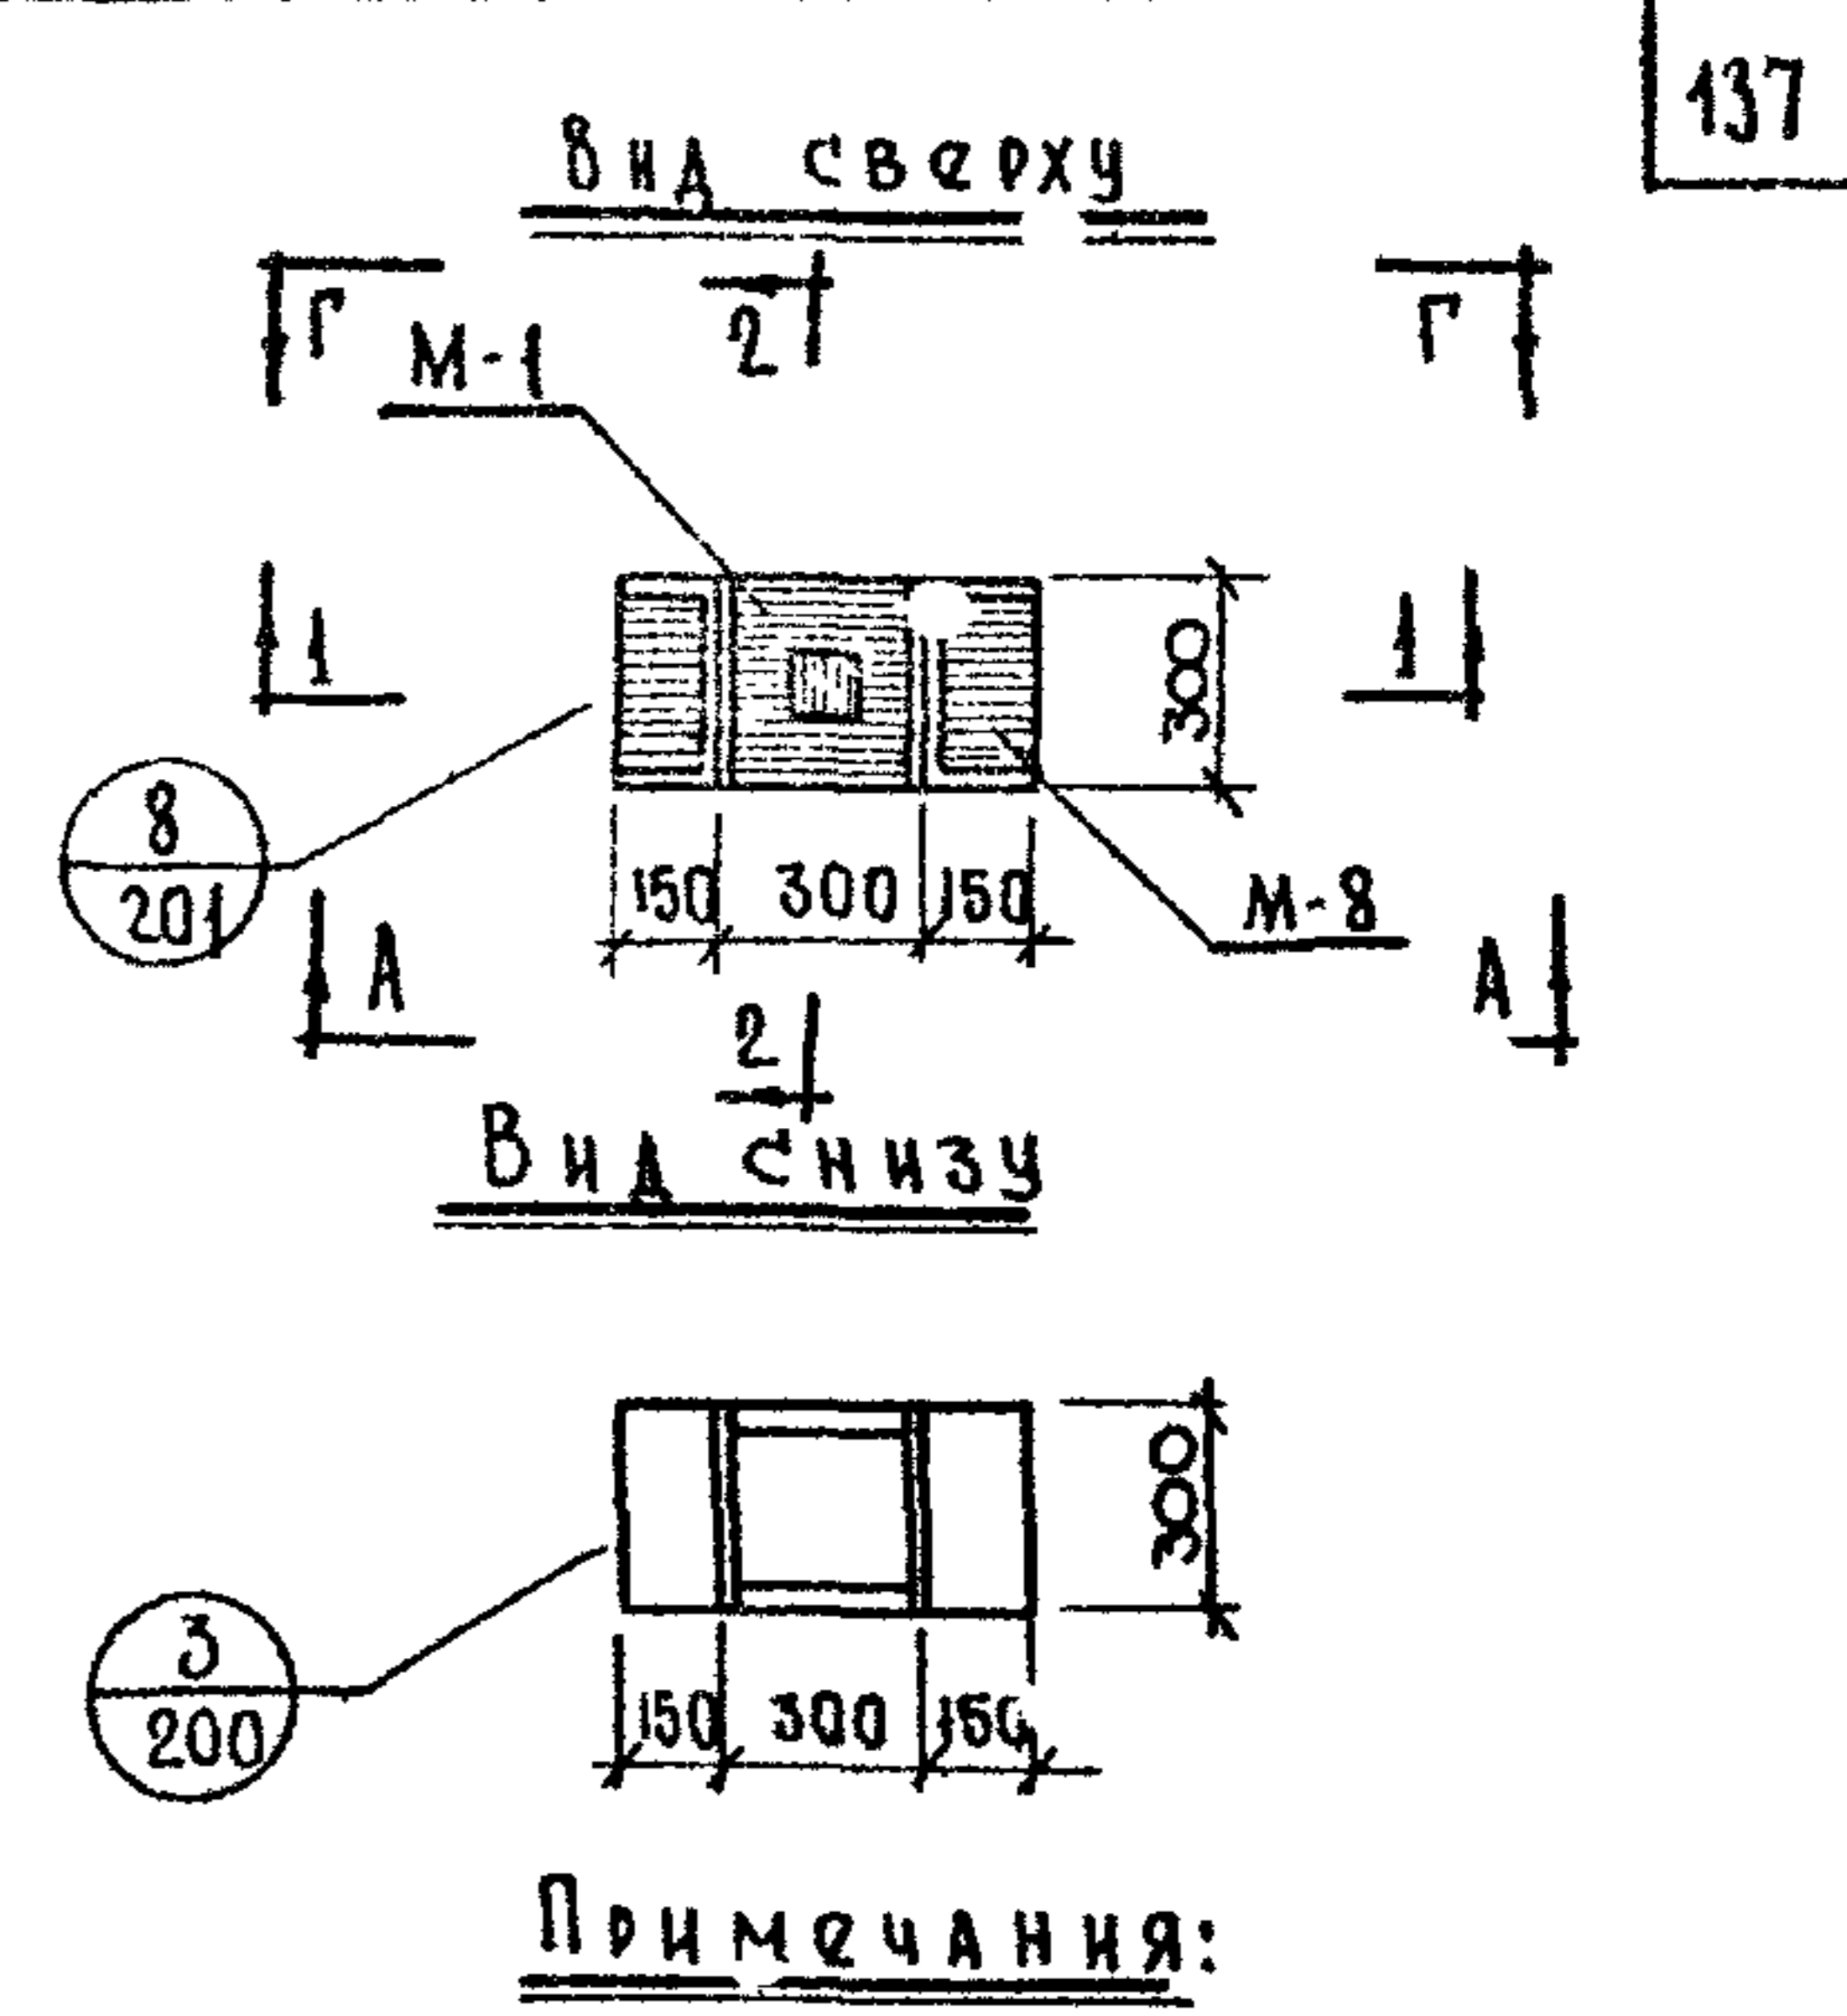 137
Вид сверху
Г 2 Г
М-1
1 1
300
8
201
150 300 150
М-8
А А
2
Вид снизу
300
3
200
150 300 150
Примечания: